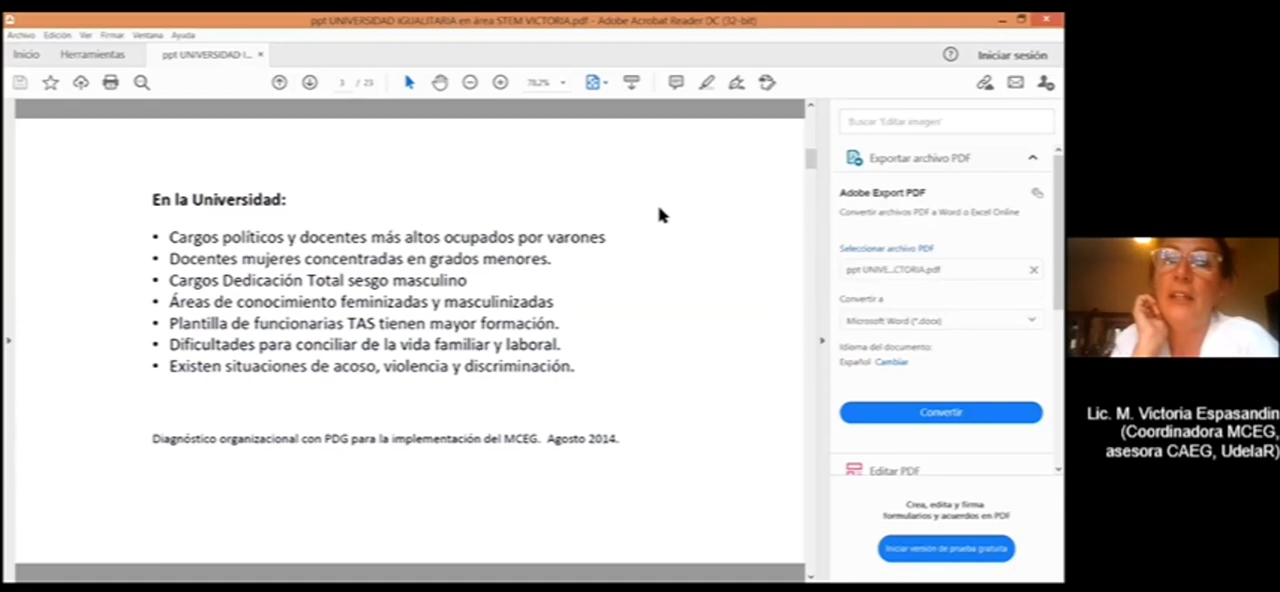 ppt UNIVERSIDAD IGUALITARIA en área STEM VICTORIA.pdf - Adobe Acrobat Reader DC (32-bit)
Archivo Edición Ver Firmar Ventana Ayuda
Inicio Herramientas ppt UNIVERSIDAD I... × Iniciar sesión
3 / 23 78,2%
Buscar 'Editar imagen'
Exportar archivo PDF
Adobe Export PDF
Convertir archivos PDF a Word o Excel Online
Seleccionar archivo PDF
ppt UNIVE...CTORIA.pdf
Convertir a
Microsoft Word (*.docx)
Idioma del documento:
Español Cambiar
Convertir
Editar PDF
Crea, edita y firma
formularios y acuerdos en PDF
Iniciar versión de prueba gratuita
En la Universidad:
• Cargos políticos y docentes más altos ocupados por varones
• Docentes mujeres concentradas en grados menores.
• Cargos Dedicación Total sesgo masculino
• Áreas de conocimiento feminizadas y masculinizadas
• Plantilla de funcionarias TAS tienen mayor formación.
• Dificultades para conciliar de la vida familiar y laboral.
• Existen situaciones de acoso, violencia y discriminación.
Diagnóstico organizacional con PDG para la implementación del MCEG. Agosto 2014.
Lic. M. Victoria Espasandin
(Coordinadora MCEG,
asesora CAEG, UdelaR)